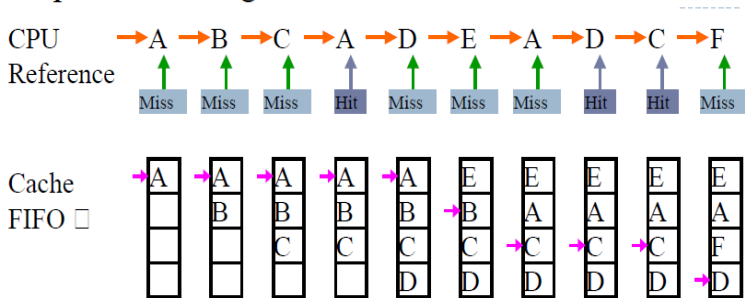 CPU A B C A D E A D C F
Reference
Miss Miss Miss Hit Miss Miss Miss Hit Hit Miss
A A A A A E E E E E
Cache B B B B B A A A A
FIFO □ C C C C C C C F
D D D D D D